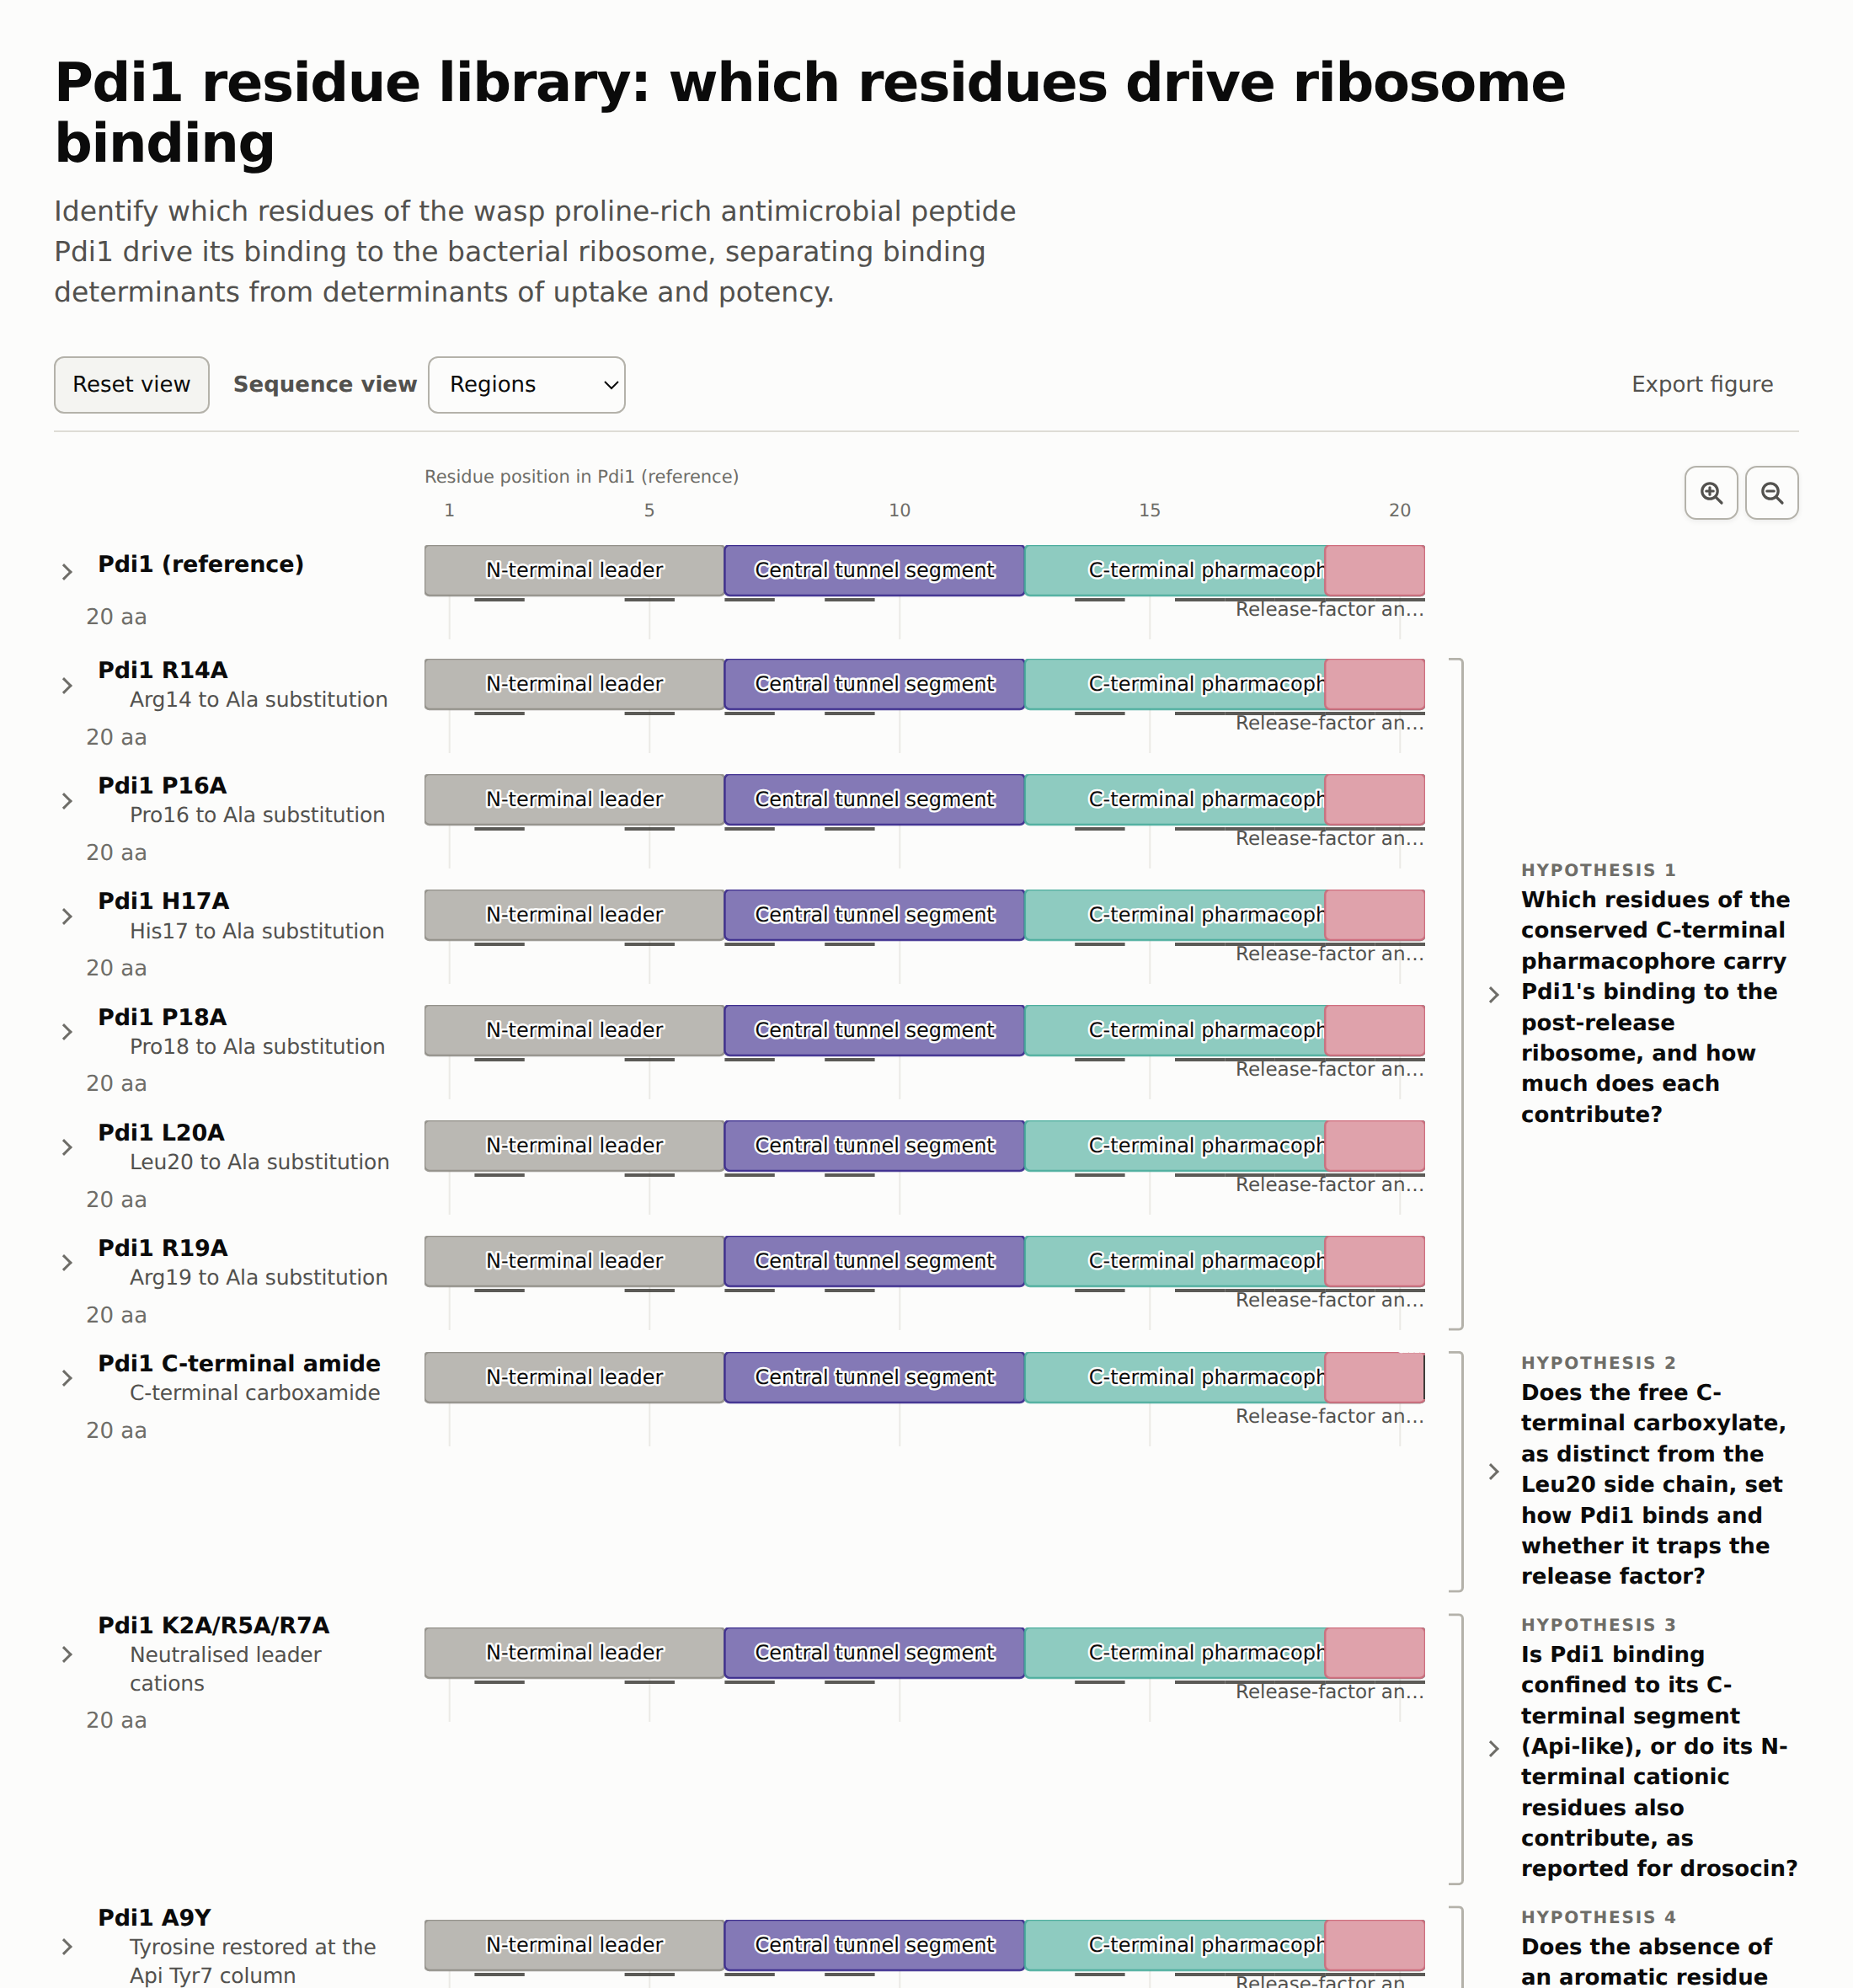 Pdi1 residue library: which residues drive ribosome
binding
Identify which residues of the wasp proline-rich antimicrobial peptide
Pdi1 drive its binding to the bacterial ribosome, separating binding
determinants from determinants of uptake and potency.
Reset view
Sequence view
Regions
Export figure
Residue position in Pdi1 (reference)
1 5 10 15 20
Pdi1 (reference)
20 aa
N-terminal leader
Central tunnel segment
C-terminal pharmacoph
Release-factor an…
Pdi1 R14A
Arg14 to Ala substitution
20 aa
N-terminal leader
Central tunnel segment
C-terminal pharmacoph
Release-factor an…
Pdi1 P16A
Pro16 to Ala substitution
20 aa
N-terminal leader
Central tunnel segment
C-terminal pharmacoph
Release-factor an…
Pdi1 H17A
His17 to Ala substitution
20 aa
N-terminal leader
Central tunnel segment
C-terminal pharmacoph
Release-factor an…
Pdi1 P18A
Pro18 to Ala substitution
20 aa
N-terminal leader
Central tunnel segment
C-terminal pharmacoph
Release-factor an…
Pdi1 L20A
Leu20 to Ala substitution
20 aa
N-terminal leader
Central tunnel segment
C-terminal pharmacoph
Release-factor an…
Pdi1 R19A
Arg19 to Ala substitution
20 aa
N-terminal leader
Central tunnel segment
C-terminal pharmacoph
Release-factor an…
HYPOTHESIS 1
Which residues of the
conserved C-terminal
pharmacophore carry
Pdi1's binding to the
post-release
ribosome, and how
much does each
contribute?
Pdi1 C-terminal amide
C-terminal carboxamide
20 aa
N-terminal leader
Central tunnel segment
C-terminal pharmacoph
Release-factor an…
HYPOTHESIS 2
Does the free C-
terminal carboxylate,
as distinct from the
Leu20 side chain, set
how Pdi1 binds and
whether it traps the
release factor?
Pdi1 K2A/R5A/R7A
Neutralised leader
cations
20 aa
N-terminal leader
Central tunnel segment
C-terminal pharmacoph
Release-factor an…
HYPOTHESIS 3
Is Pdi1 binding
confined to its C-
terminal segment
(Api-like), or do its N-
terminal cationic
residues also
contribute, as
reported for drosocin?
Pdi1 A9Y
Tyrosine restored at the
Api Tyr7 column
N-terminal leader
Central tunnel segment
C-terminal pharmacoph
Release-factor an…
HYPOTHESIS 4
Does the absence of
an aromatic residue